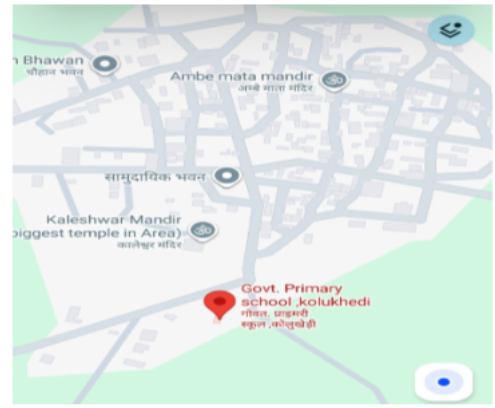 n Bhawan
चौहान भवन
Ambe mata mandir
अम्बे माता मंदिर
सामुदायिक भवन
Kaleshwar Mandir
biggest temple in Area)
कालेश्वर मंदिर
Govt. Primary
school ,kolukhedi
गोवत. प्राइमरी
स्कूल ,कोलुखेड़ी